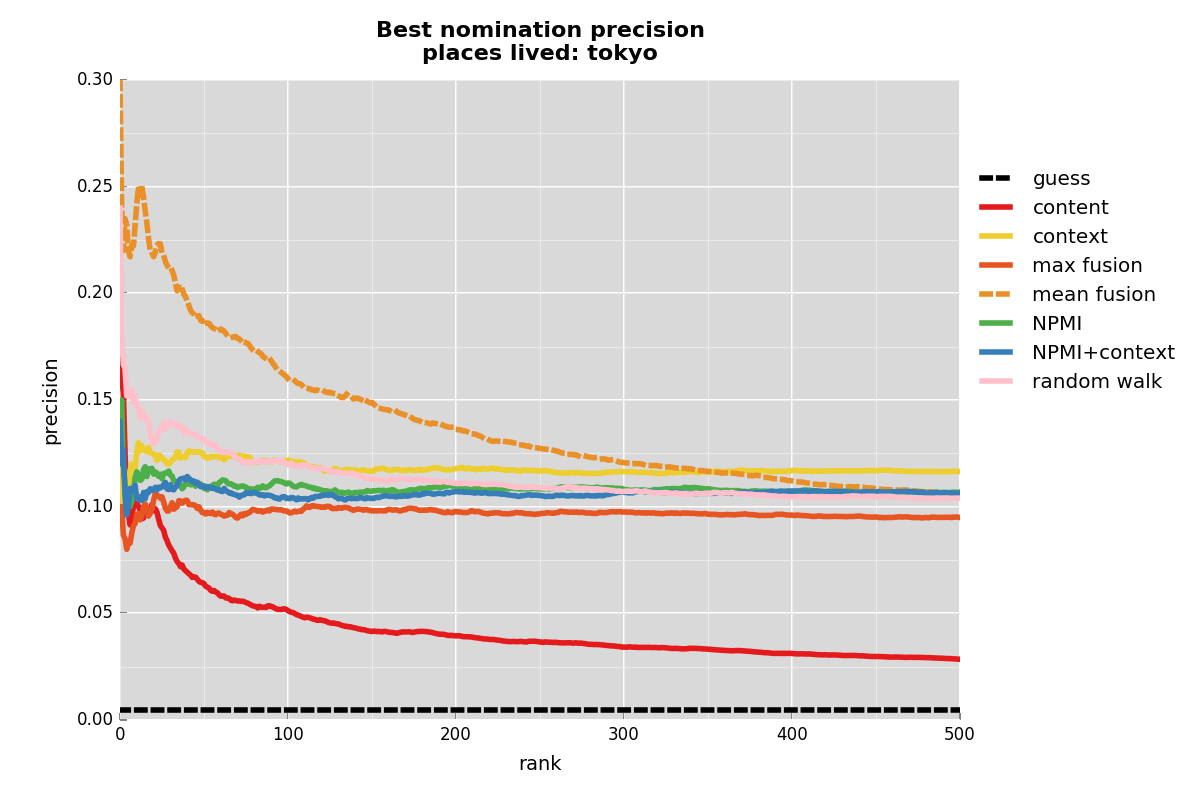 Best nomination precision
places lived: tokyo
0.30
0.25
0.20
0.15
0.10
0.05
0.00
precision
0
100
200
300
400
500
rank
guess
content
context
max fusion
mean fusion
NPMI
NPMI+context
random walk